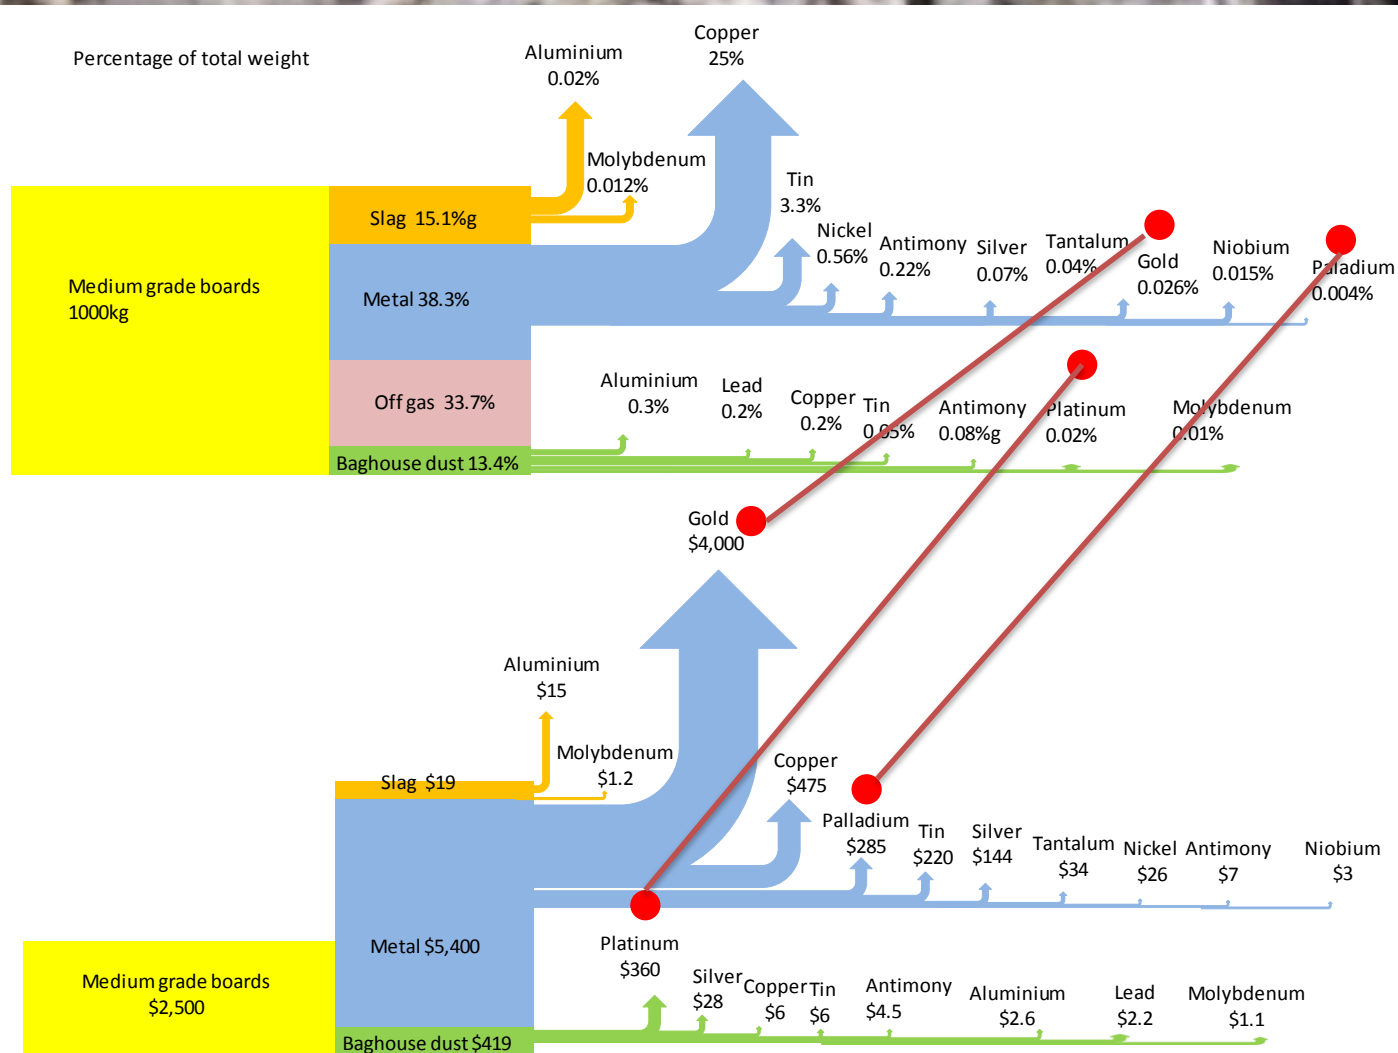 Percentage of total weight
Aluminium
0.02%
Copper
25%
Molybdenum
0.012%
Tin
3.3%
Nickel
0.56%
Antimony
0.22%
Silver
0.07%
Tantalum
0.04%
Gold
0.026%
Niobium
0.015%
Paladium
0.004%
Slag 15.1%g
Medium grade boards
1000kg
Metal 38.3%
Off gas 33.7%
Baghouse dust 13.4%
Aluminium
0.3%
Lead
0.2%
Copper
0.2%
Tin
0.05%
Antimony
0.08%g
Platinum
0.02%
Molybdenum
0.01%
Gold
$4,000
Aluminium
$15
Molybdenum
$1.2
Slag $19
Copper
$475
Palladium
$285
Tin
$220
Silver
$144
Tantalum
$34
Nickel
$26
Antimony
$7
Niobium
$3
Metal $5,400
Medium grade boards
$2,500
Platinum
$360
Silver
$28
Copper
$6
Tin
$6
Antimony
$4.5
Aluminium
$2.6
Lead
$2.2
Molybdenum
$1.1
Baghouse dust $419